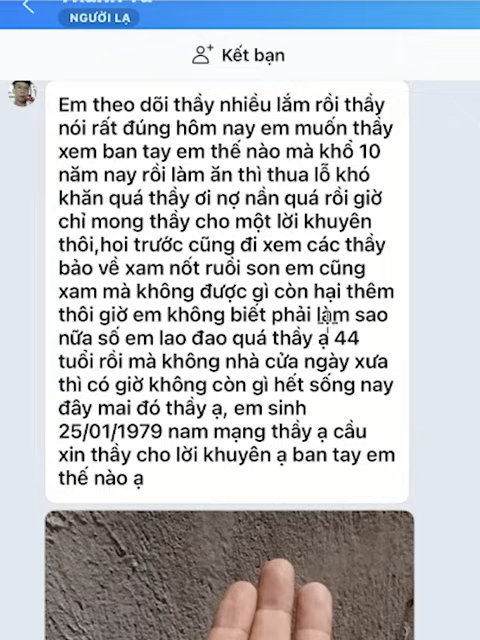 NGƯỜI LẠ
Kết bạn
Em theo dõi thầy nhiều lắm rồi thầy
nói rất đúng hôm nay em muốn thầy
xem ban tay em thế nào mà khổ 10
năm nay rồi làm ăn thì thua lỗ khó
khăn quá thầy ơi nợ nần quá rồi giờ
chỉ mong thầy cho một lời khuyên
thôi,hoi trước cũng đi xem các thầy
bảo về xam nốt ruồi son em cũng
xam mà không được gì còn hại thêm
thôi giờ em không biết phải làm sao
nữa số em lao đao quá thầy ạ 44
tuổi rồi mà không nhà cửa ngày xưa
thì có giờ không còn gì hết sống nay
đây mai đó thầy ạ, em sinh
25/01/1979 nam mạng thầy ạ cầu
xin thầy cho lời khuyên ạ ban tay em
thế nào ạ